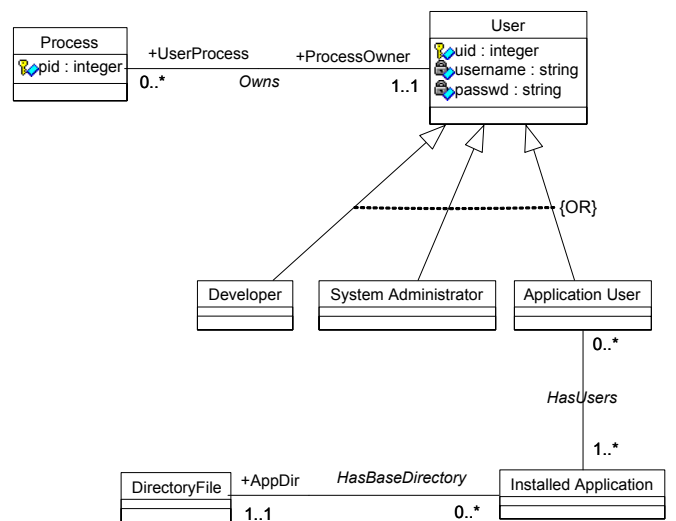 User
Process
uid : integer
username : string
passwd : string
pid : integer
+UserProcess
+ProcessOwner
0..*
Owns
1..1
{OR}
Developer
System Administrator
Application User
0..*
HasUsers
1..*
DirectoryFile
+AppDir
HasBaseDirectory
Installed Application
1..1
0..*